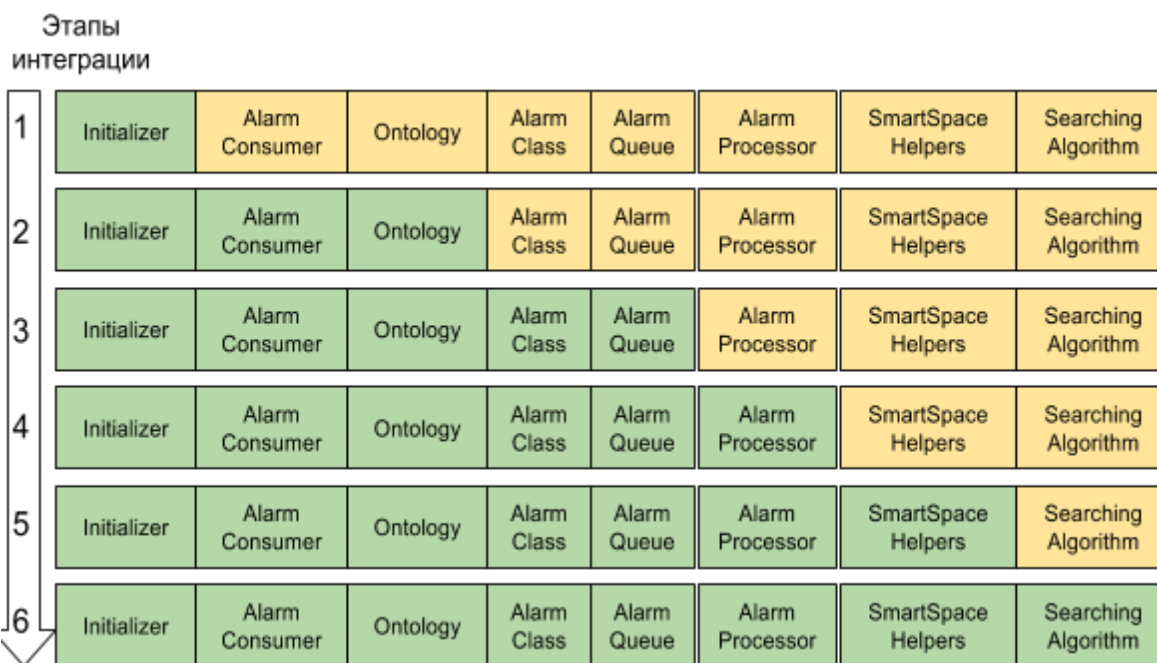 Этапы
интеграции
1
Initializer
Alarm
Consumer
Ontology
Alarm
Class
Alarm
Queue
Alarm
Processor
SmartSpace
Helpers
Searching
Algorithm
2
Initializer
Alarm
Consumer
Ontology
Alarm
Class
Alarm
Queue
Alarm
Processor
SmartSpace
Helpers
Searching
Algorithm
3
Initializer
Alarm
Consumer
Ontology
Alarm
Class
Alarm
Queue
Alarm
Processor
SmartSpace
Helpers
Searching
Algorithm
4
Initializer
Alarm
Consumer
Ontology
Alarm
Class
Alarm
Queue
Alarm
Processor
SmartSpace
Helpers
Searching
Algorithm
5
Initializer
Alarm
Consumer
Ontology
Alarm
Class
Alarm
Queue
Alarm
Processor
SmartSpace
Helpers
Searching
Algorithm
6
Initializer
Alarm
Consumer
Ontology
Alarm
Class
Alarm
Queue
Alarm
Processor
SmartSpace
Helpers
Searching
Algorithm